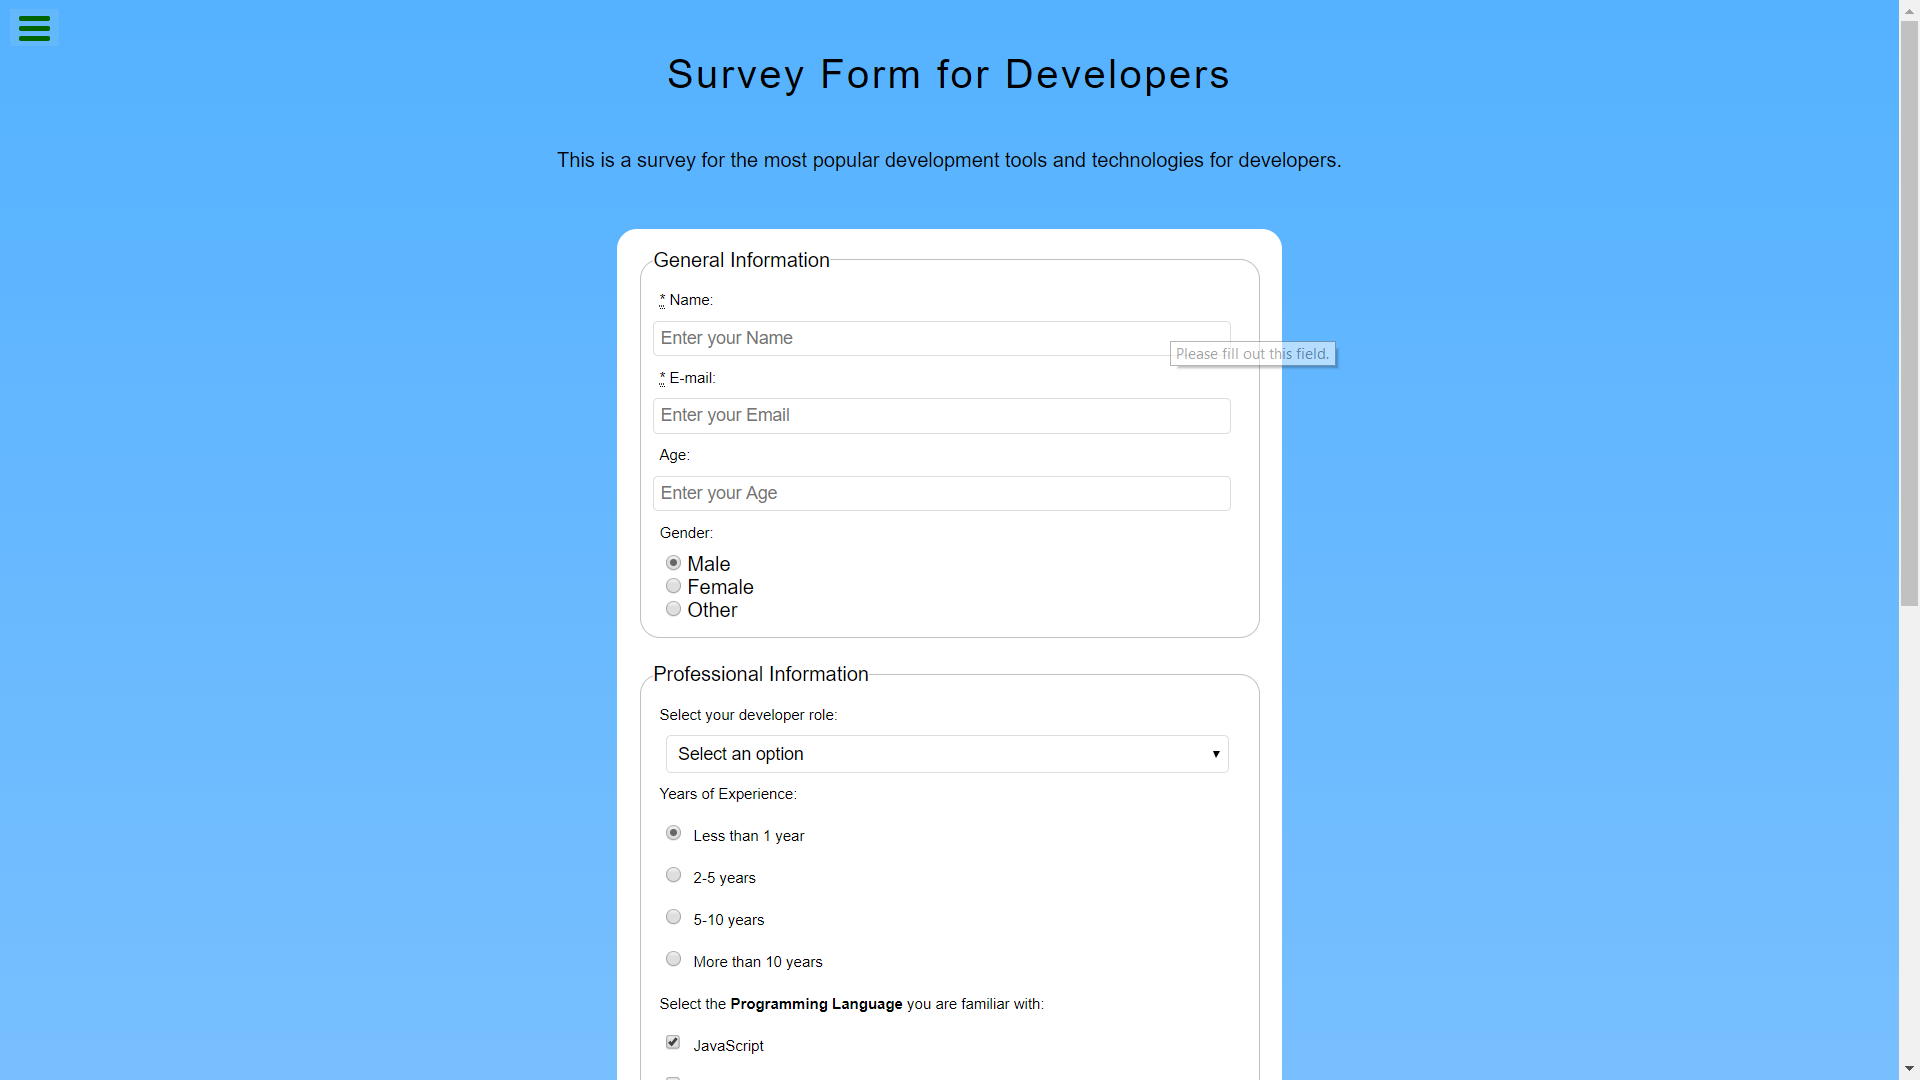 Survey Form for Developers
This is a survey for the most popular development tools and technologies for developers.
General Information
* Name:
Enter your Name
Please fill out this field.
* E-mail:
Enter your Email
Age:
Enter your Age
Gender:
Male
Female
Other
Professional Information
Select your developer role:
Select an option
Years of Experience:
Less than 1 year
2-5 years
5-10 years
More than 10 years
Select the Programming Language you are familiar with:
JavaScript